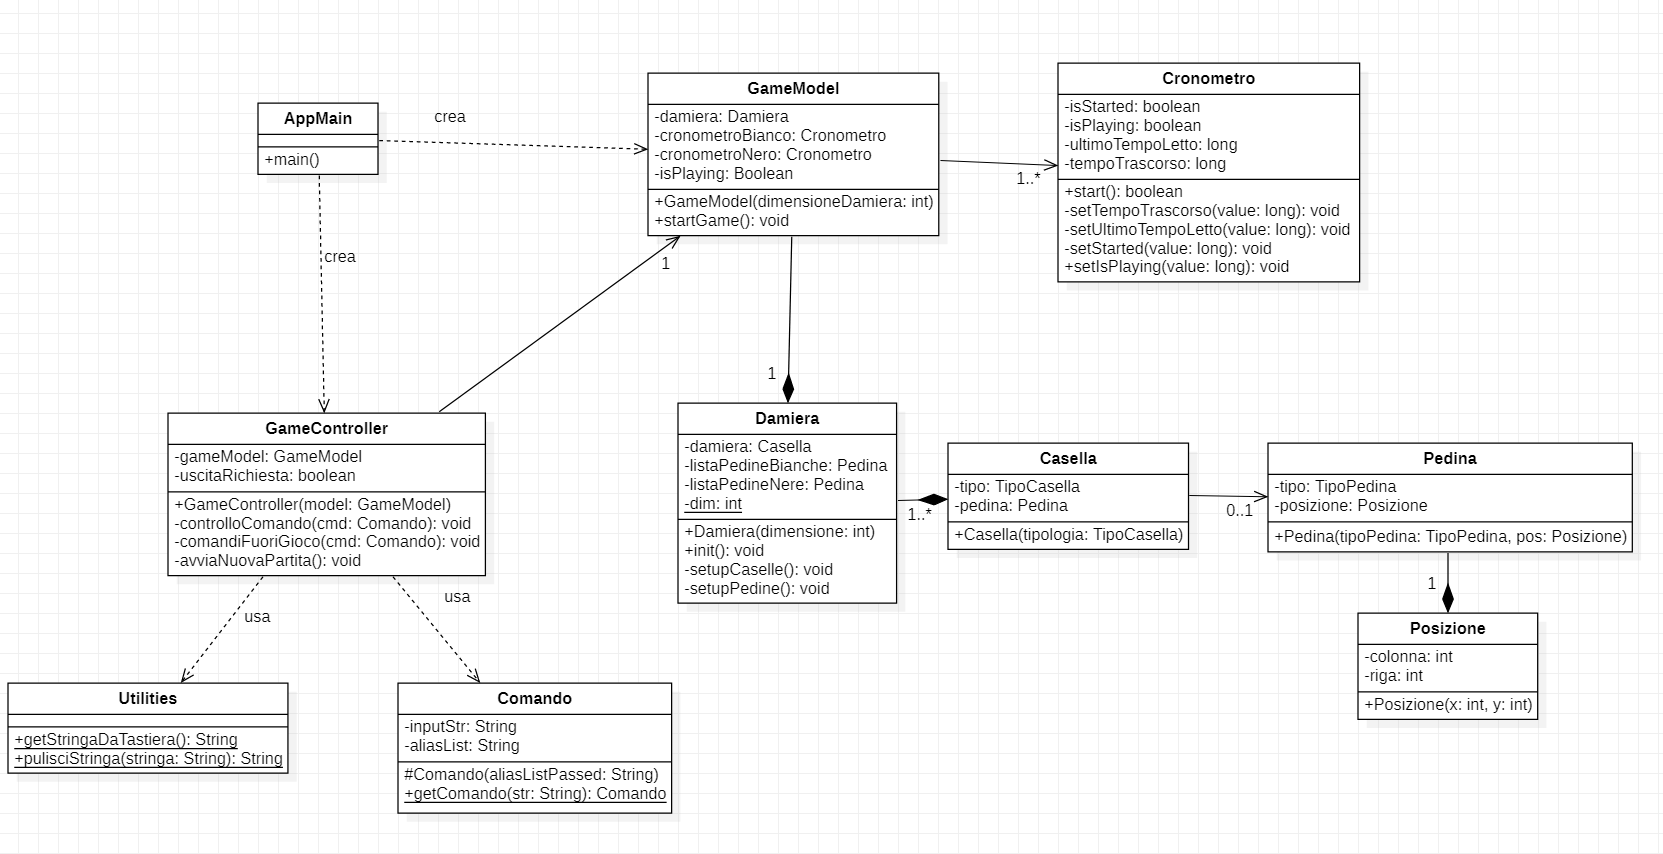 AppMain
+main()
crea
crea
GameModel
-damiera: Damiera
-cronometroBianco: Cronometro
-cronometroNero: Cronometro
-isPlaying: Boolean
+GameModel(dimensioneDamiera: int)
+startGame(): void
1..*
Cronometro
-isStarted: boolean
-isPlaying: boolean
-ultimoTempoLetto: long
-tempoTrascorso: long
+start(): boolean
-setTempoTrascorso(value: long): void
-setUltimoTempoLetto(value: long): void
-setStarted(value: long): void
+setIsPlaying(value: long): void
1
1
GameController
-gameModel: GameModel
-uscitaRichiesta: boolean
+GameController(model: GameModel)
-controlloComando(cmd: Comando): void
-comandiFuoriGioco(cmd: Comando): void
-avviaNuovaPartita(): void
Damiera
-damiera: Casella
-listaPedineBianche: Pedina
-listaPedineNere: Pedina
-dim: int
+Damiera(dimensione: int)
+init(): void
-setupCaselle(): void
-setupPedine(): void
1..*
Casella
-tipo: TipoCasella
-pedina: Pedina
+Casella(tipologia: TipoCasella)
0..1
Pedina
-tipo: TipoPedina
-posizione: Posizione
+Pedina(tipoPedina: TipoPedina, pos: Posizione)
1
Posizione
-colonna: int
-riga: int
+Posizione(x: int, y: int)
usa
usa
Utilities
+getStringaDaTastiera(): String
+pulisciStringa(stringa: String): String
Comando
-inputStr: String
-aliasList: String
#Comando(aliasListPassed: String)
+getComando(str: String): Comando